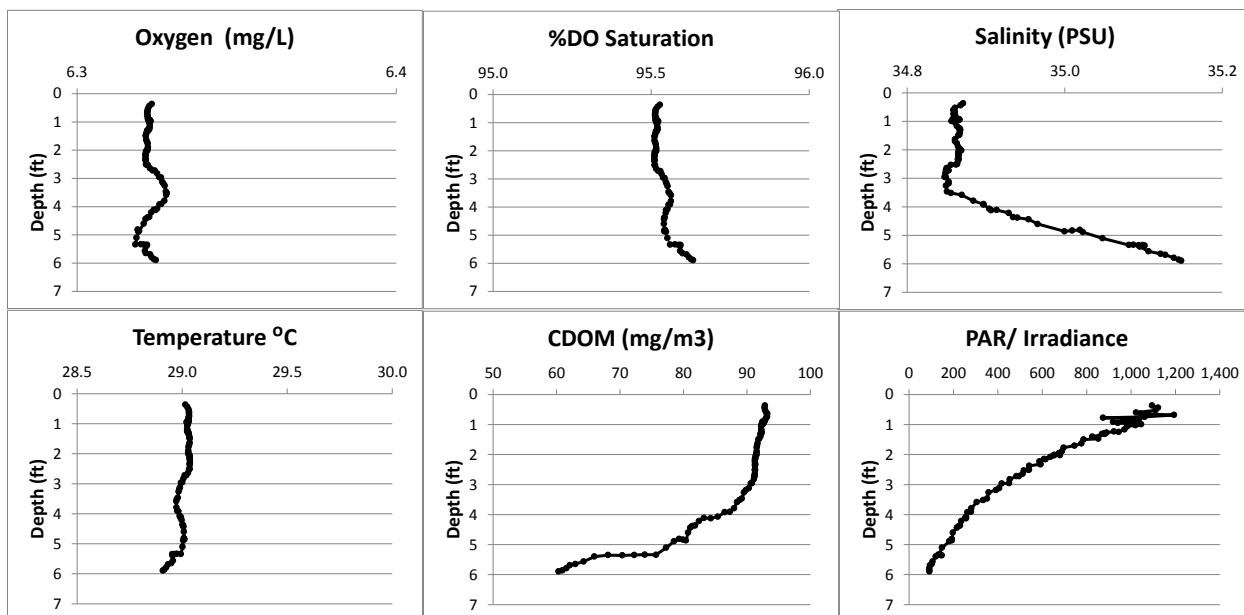 Oxygen (mg/L)
6.3 6.4
0
1
2
3
4
5
6
7
Depth (ft)
%DO Saturation
95.0 95.5 96.0
0
1
2
3
4
5
6
7
Depth (ft)
Salinity (PSU)
34.8 35.0 35.2
0
1
2
3
4
5
6
7
Depth (ft)
Temperature ⁰C
28.5 29.0 29.5 30.0
0
1
2
3
4
5
6
7
Depth (ft)
CDOM (mg/m3)
50 60 70 80 90 100
0
1
2
3
4
5
6
7
Depth (ft)
PAR/ Irradiance
0 200 400 600 800 1,000 1,200 1,400
0
1
2
3
4
5
6
7
Depth (ft)